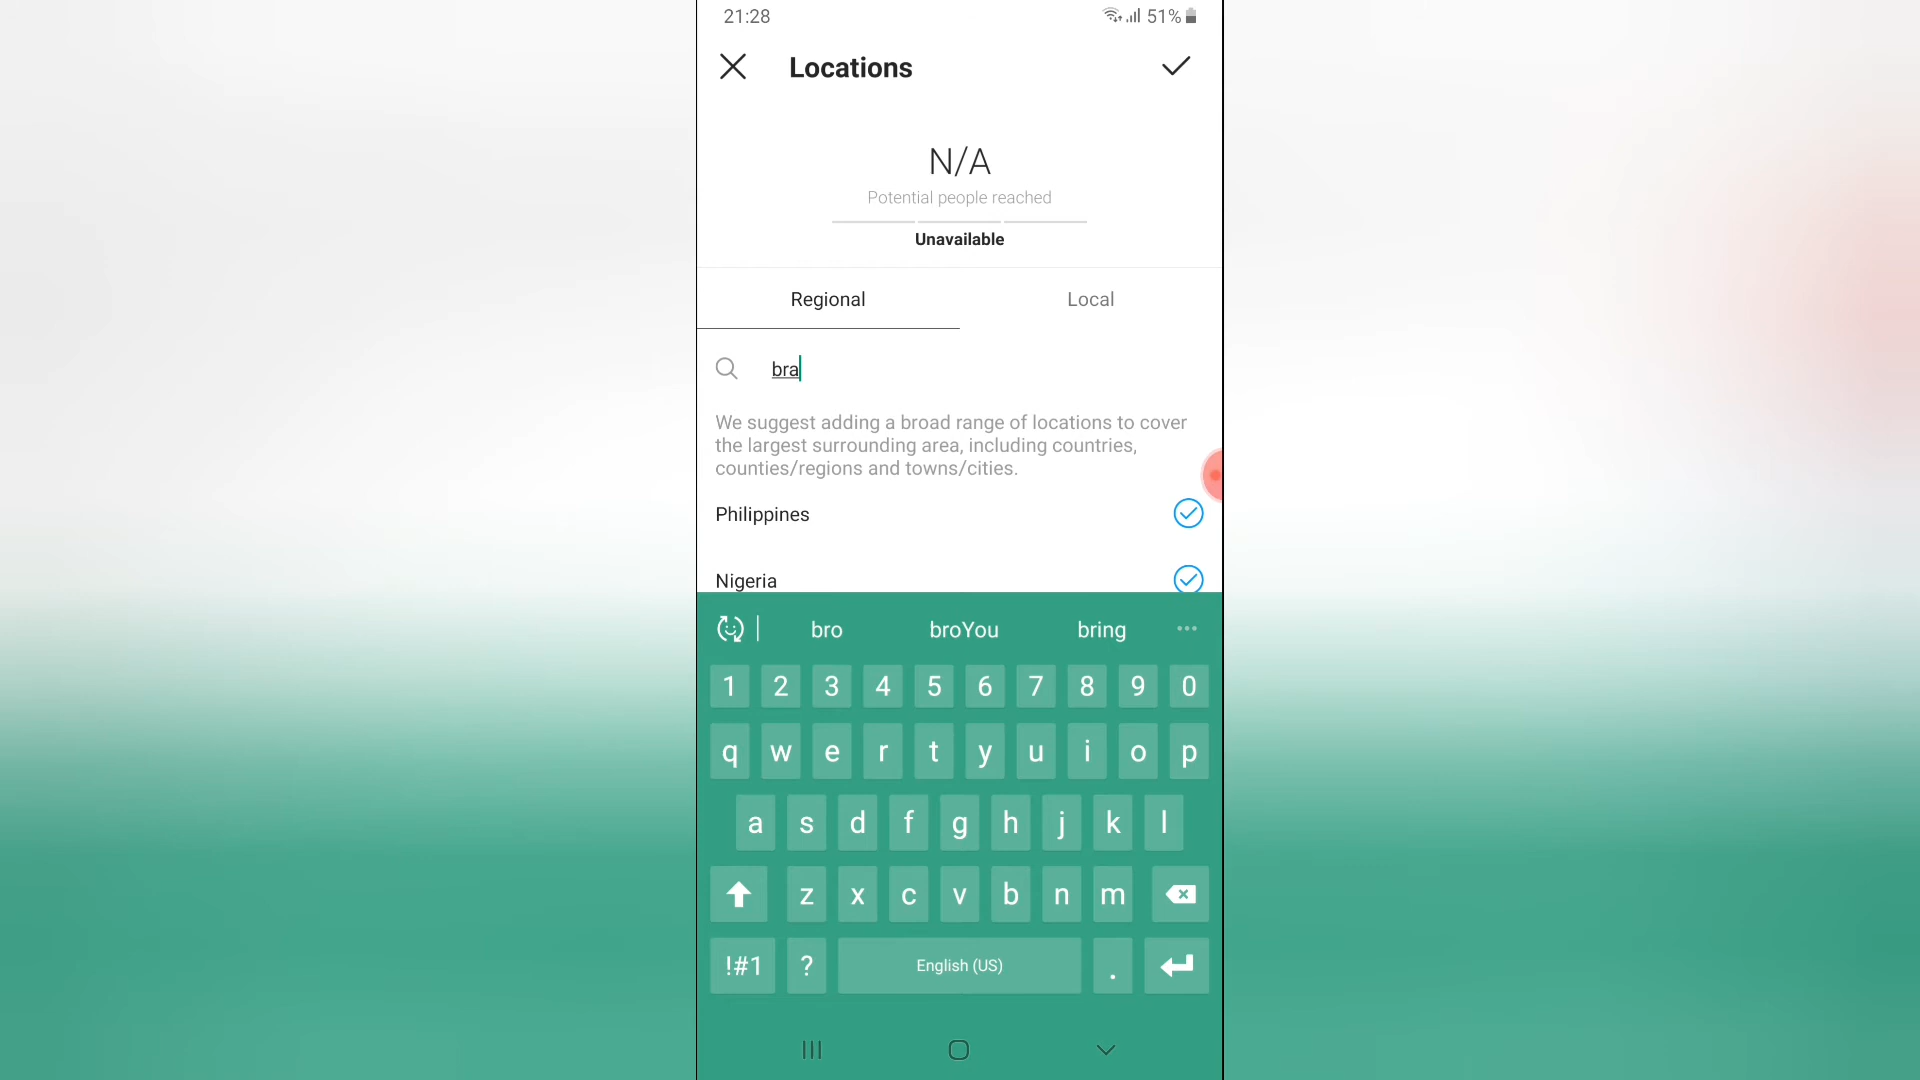 21:28
51%
Locations
N/A
Potential people reached
Unavailable
Regional
Local
bra
We suggest adding a broad range of locations to cover
the largest surrounding area, including countries,
counties/regions and towns/cities.
Philippines
Nigeria
bro broYou bring
1 2 3 4 5 6 7 8 9 0
q w e r t y u i o p
a s d f g h j k l
z x c v b n m
!#1 ? English (US) .